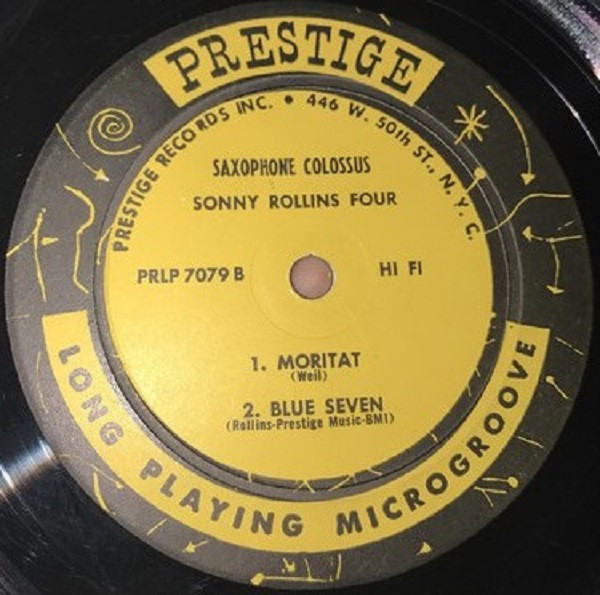 PRESTIGE
PRESTIGE RECORDS INC. • 446 W. 50th ST., N. Y. C.
SAXOPHONE COLOSSUS
SONNY ROLLINS FOUR
PRLP 7079 B HI FI
1. MORITAT
(Weil)
2. BLUE SEVEN
(Rollins-Prestige Music-BMI)
LONG PLAYING MICROGROOVE